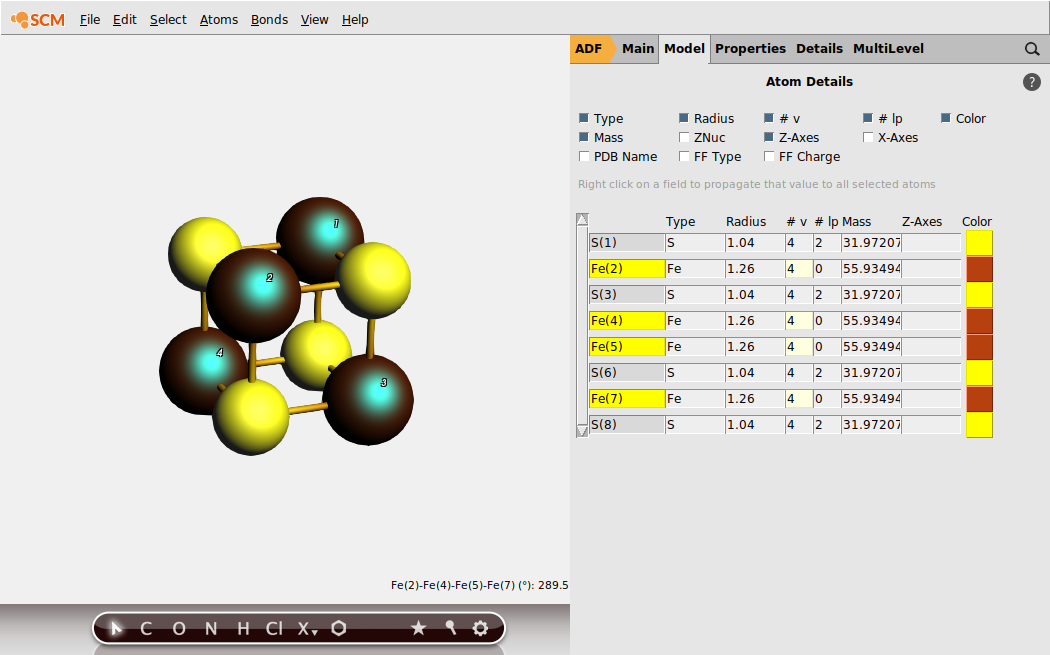 SCM File Edit Select Atoms Bonds View Help
ADF Main Model Properties Details MultiLevel
Atom Details
?
Type Radius # v # lp Color
Mass ZNuc Z-Axes X-Axes
PDB Name FF Type FF Charge
Right click on a field to propagate that value to all selected atoms
Type Radius # v # lp Mass Z-Axes Color
S(1) S 1.04 4 2 31.97207
Fe(2) Fe 1.26 4 0 55.93494
S(3) S 1.04 4 2 31.97207
Fe(4) Fe 1.26 4 0 55.93494
Fe(5) Fe 1.26 4 0 55.93494
S(6) S 1.04 4 2 31.97207
Fe(7) Fe 1.26 4 0 55.93494
S(8) S 1.04 4 2 31.97207
1
2
4
3
Fe(2)-Fe(4)-Fe(5)-Fe(7) (°): 289.5
C O N H Cl X